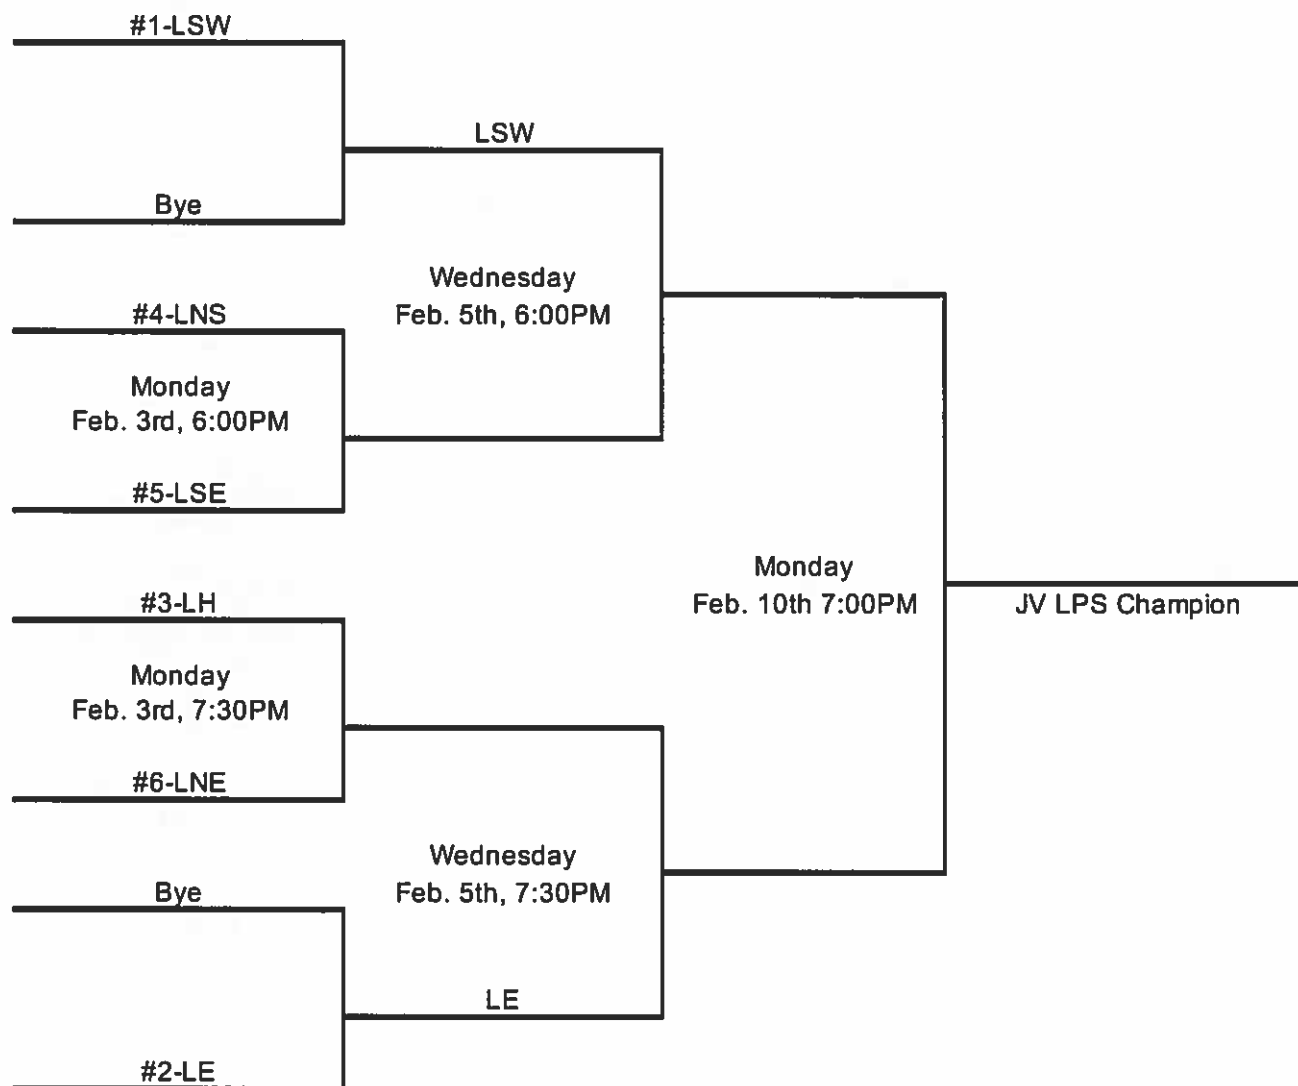 #1-LSW
LSW
Bye
Wednesday
Feb. 5th, 6:00PM
#4-LNS
Monday
Feb. 3rd, 6:00PM
#5-LSE
Monday
Feb. 10th 7:00PM
JV LPS Champion
#3-LH
Monday
Feb. 3rd, 7:30PM
#6-LNE
Wednesday
Feb. 5th, 7:30PM
Bye
LE
#2-LE